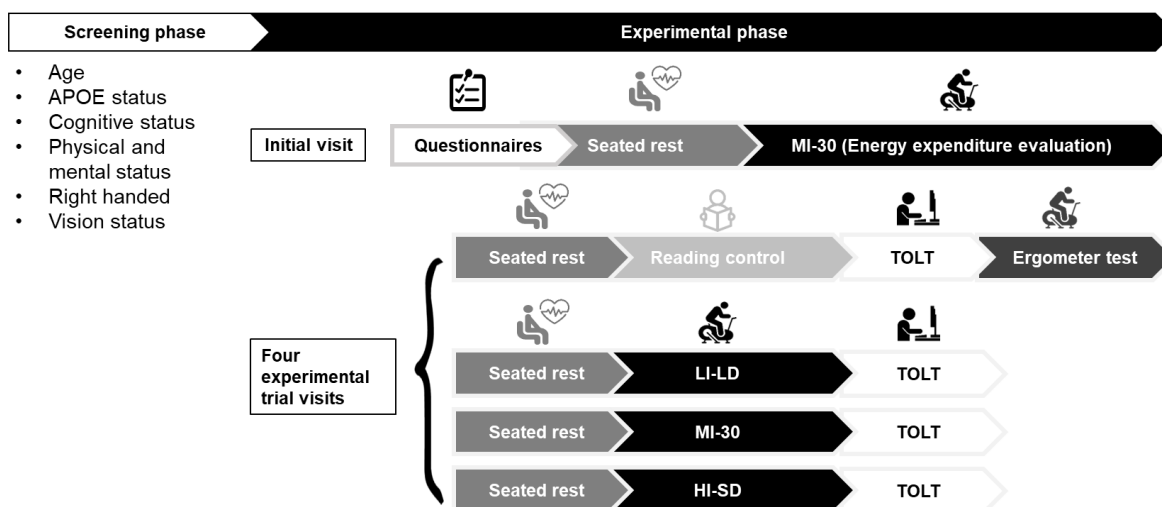 Screening phase
Experimental phase
• Age
• APOE status
• Cognitive status
• Physical and
mental status
• Right handed
• Vision status
Initial visit
Questionnaires
Seated rest
MI-30 (Energy expenditure evaluation)
Seated rest
Reading control
TOLT
Ergometer test
Four
experimental
trial visits
Seated rest
LI-LD
TOLT
Seated rest
MI-30
TOLT
Seated rest
HI-SD
TOLT